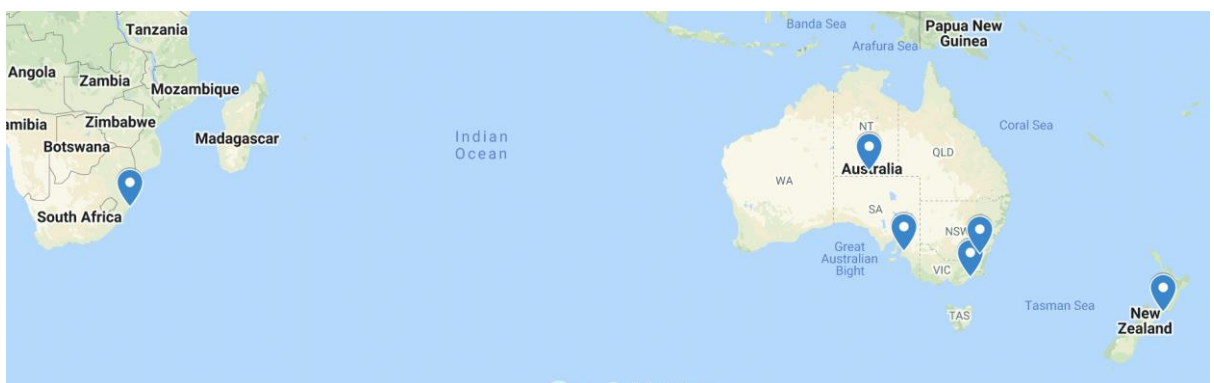 Tanzania
Banda Sea
Papua New
Guinea
Arafura Sea
Angola
Zambia
Mozambique
amibia
Zimbabwe
Botswana
Madagascar
Indian
Ocean
NT
Coral Sea
QLD
Australia
WA
South Africa
SA
NSW
Great
Australian
Bight
VIC
TAS
Tasman Sea
New
Zealand